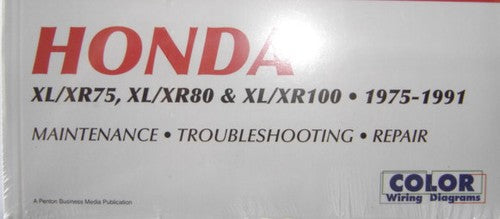 HONDA
XL/XR75, XL/XR80 & XL/XR100 • 1975-1991
MAINTENANCE • TROUBLESHOOTING • REPAIR
COLOR
Wiring Diagrams
A Penton Business Media Publication